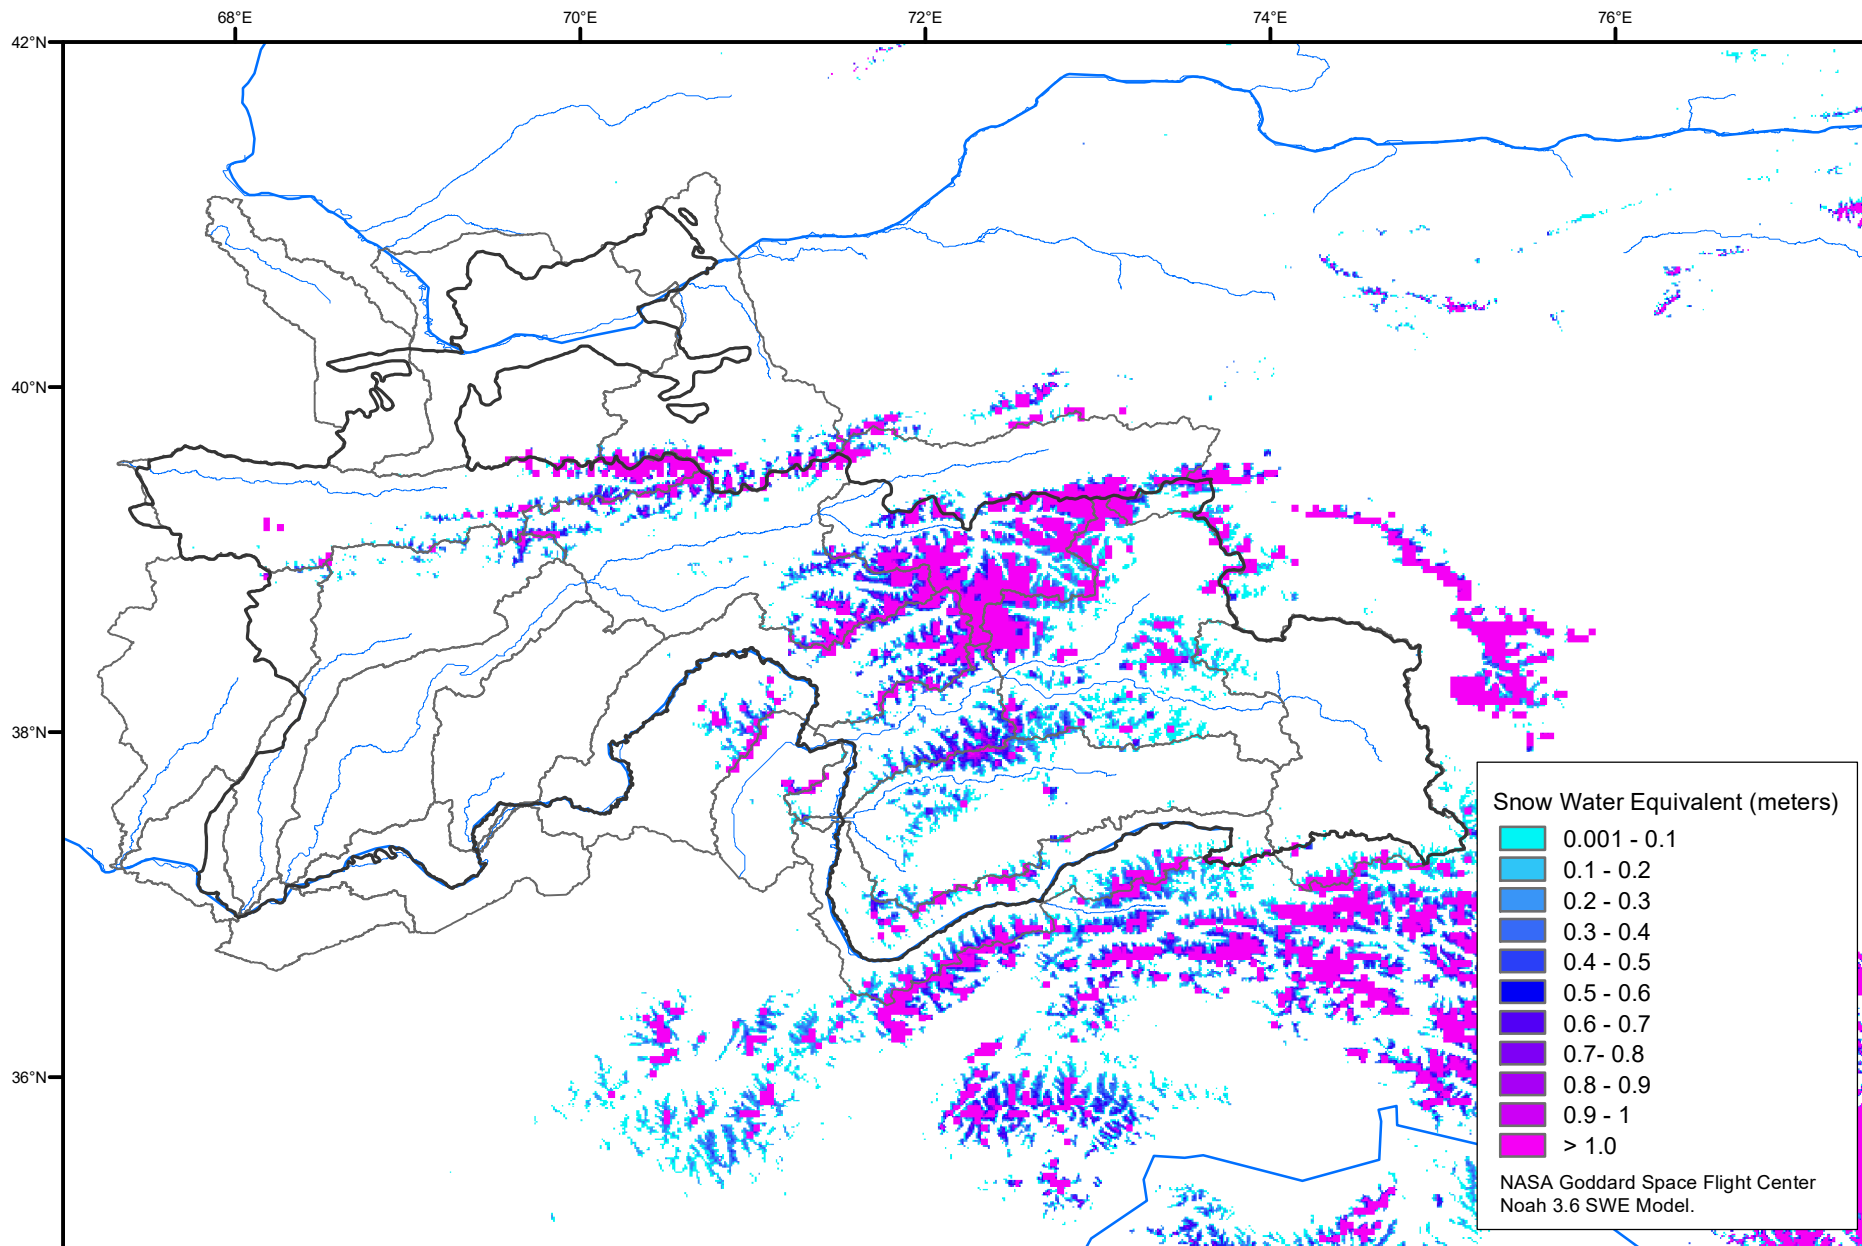 68°E 70°E 72°E 74°E 76°E
42°N
40°N
38°N
36°N
Snow Water Equivalent (meters)
0.001 - 0.1
0.1 - 0.2
0.2 - 0.3
0.3 - 0.4
0.4 - 0.5
0.5 - 0.6
0.6 - 0.7
0.7- 0.8
0.8 - 0.9
0.9 - 1
> 1.0
NASA Goddard Space Flight Center
Noah 3.6 SWE Model.